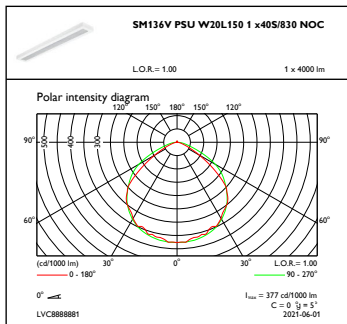 SM136V PSU W20L150 1 x40S/830 NOC
L.O.R.= 1.00 1 x 4000 lm
Polar intensity diagram
120° 150° 180° 150° 120°
90° 500 400 300 90°
60° 60°
30° 0° 30°
(cd/1000 lm) L.O.R.= 1.00
0 - 180° 90 - 270°
0° Imax = 377 cd/1000 lm
C = 0 °g = 5°
LVC8888881 2021-06-01